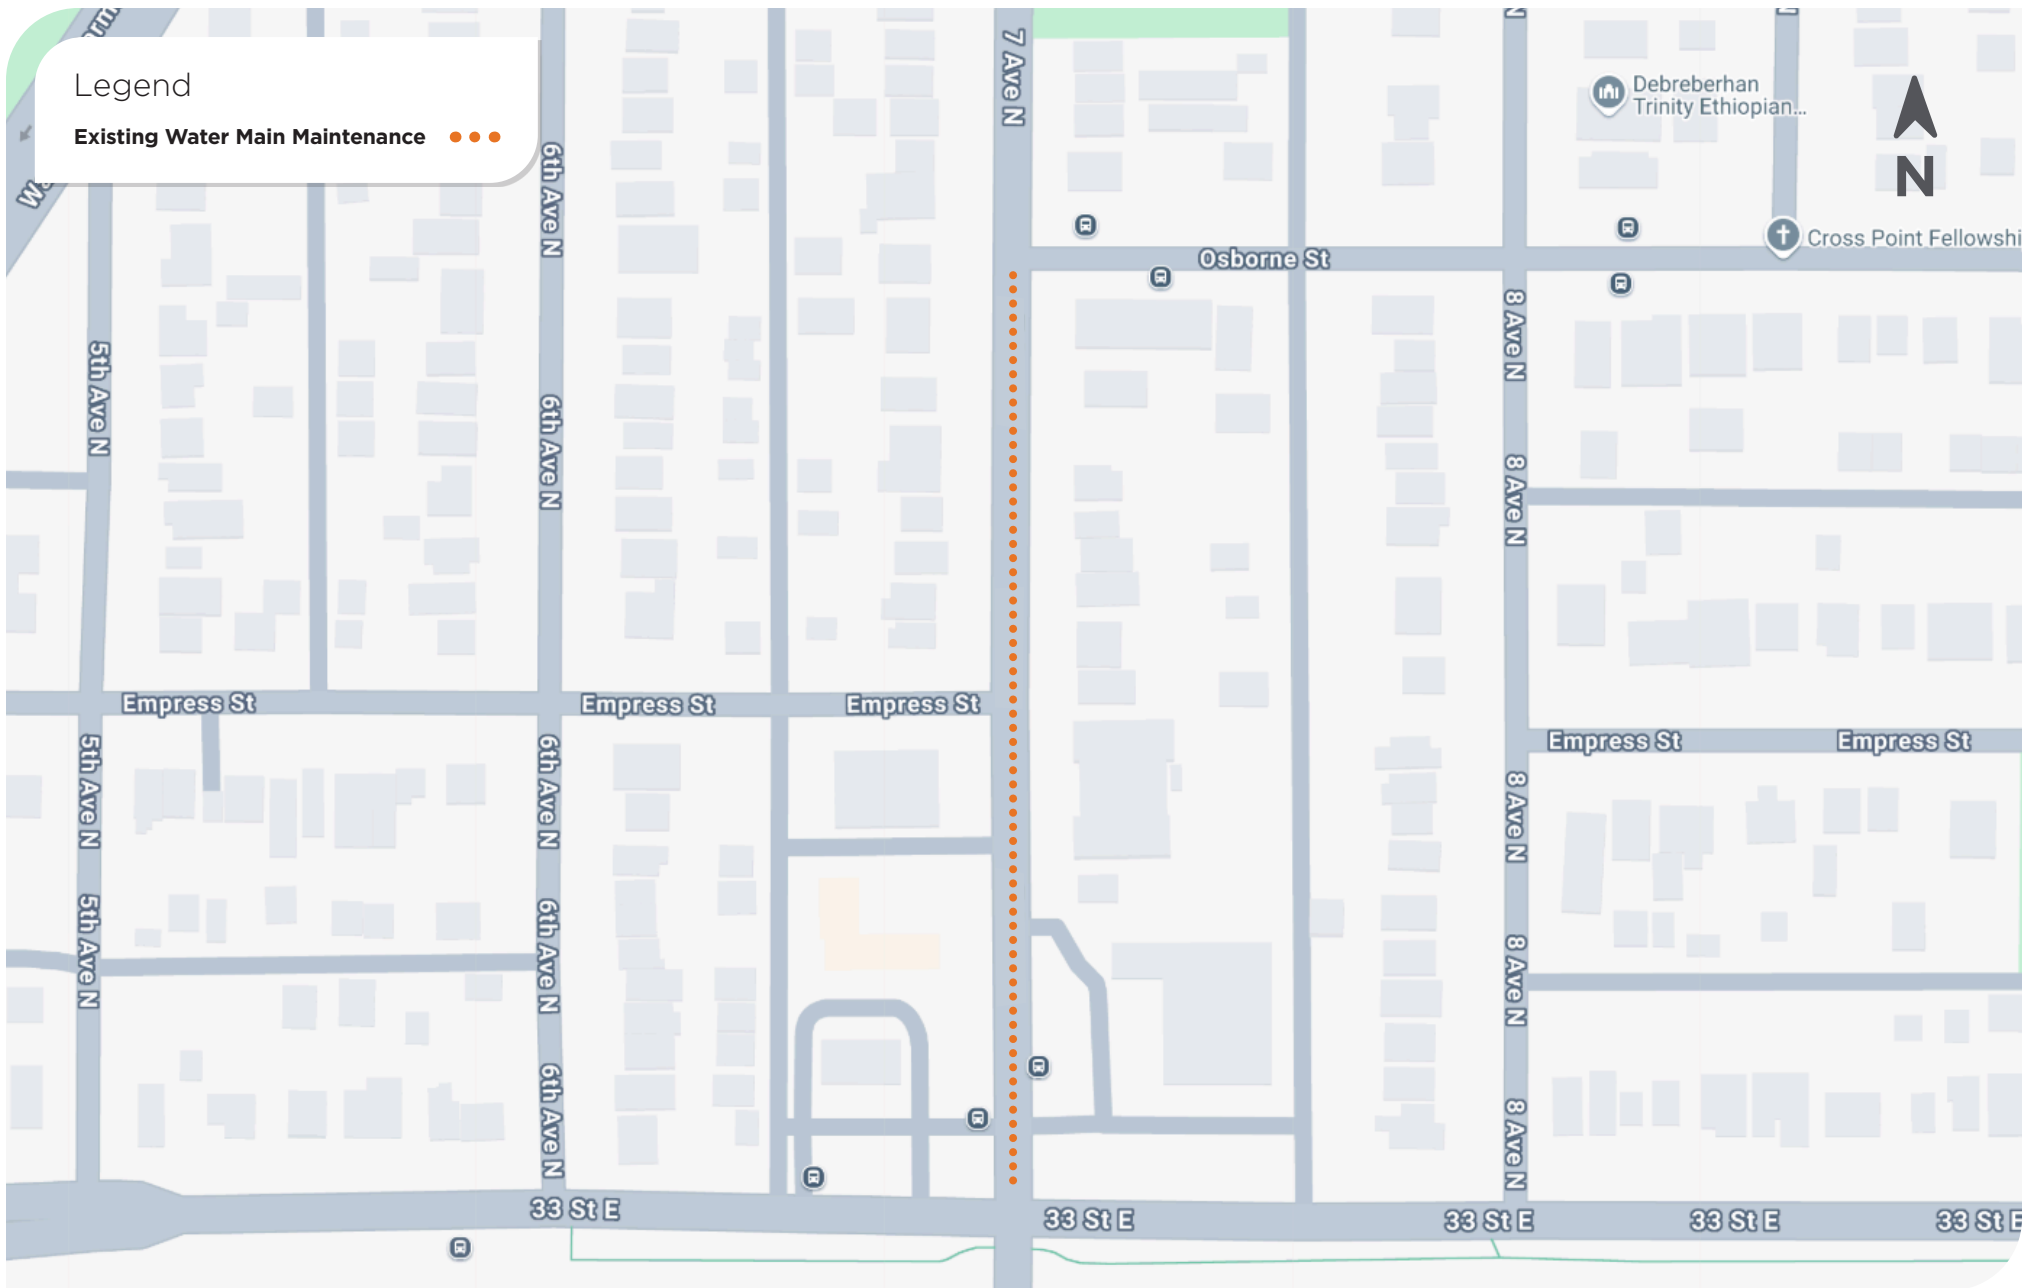 Legend
Existing Water Main Maintenance
7 Ave N
Debreberhan
Trinity Ethiopian...
N
6th Ave N
Cross Point Fellowshi
Osborne St
8 Ave N
5th Ave N
6th Ave N
8 Ave N
Empress St
Empress St
Empress St
Empress St
Empress St
5th Ave N
6th Ave N
8 Ave N
5th Ave N
6th Ave N
8 Ave N
6th Ave N
8 Ave N
33 St E
33 St E
33 St E
33 St E
33 St E